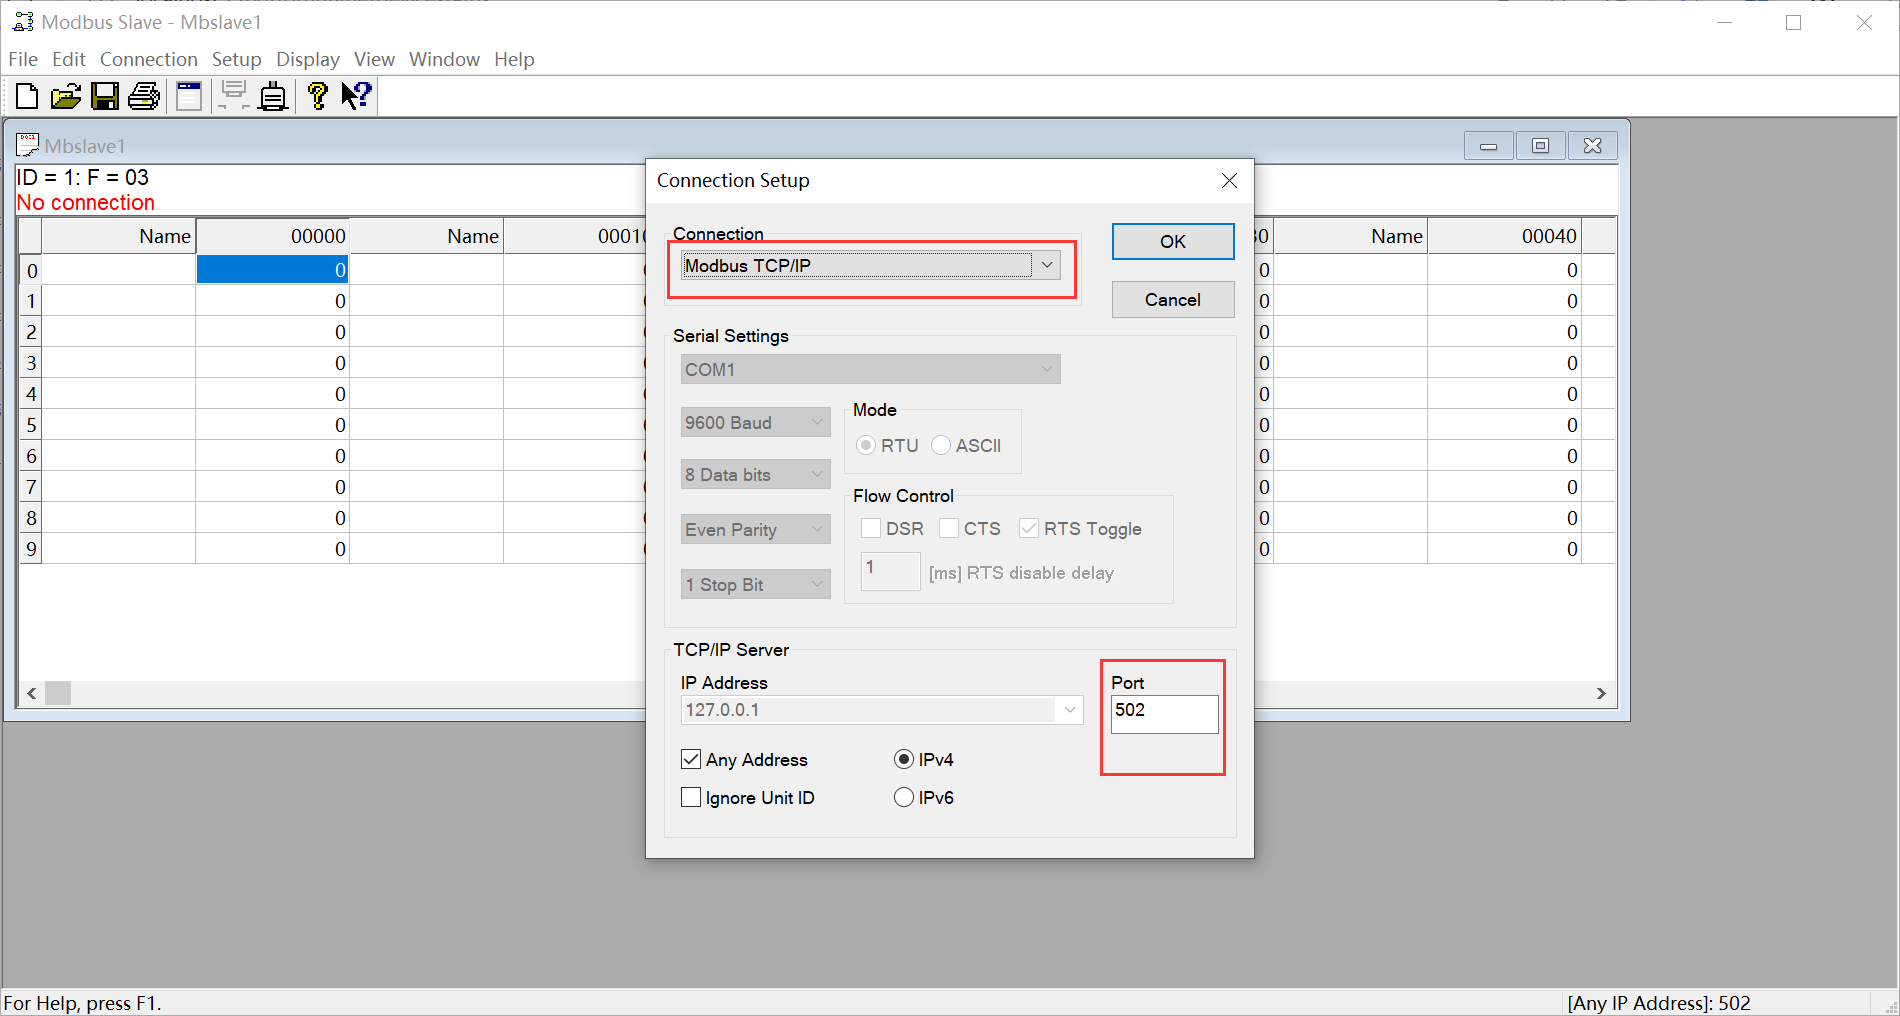 Modbus Slave - Mbslave1
File Edit Connection Setup Display View Window Help
Mbslave1
ID = 1: F = 03
No connection
Name 00000 Name 00010 Name 00040
0 0 0 0
1 0 0 0
2 0 0 0
3 0 0 0
4 0 0 0
5 0 0 0
6 0 0 0
7 0 0 0
8 0 0 0
9 0 0 0
Connection Setup
Connection
Modbus TCP/IP
OK
Cancel
Serial Settings
COM1
9600 Baud
8 Data bits
Even Parity
1 Stop Bit
Mode
RTU ASCII
Flow Control
DSR CTS RTS Toggle
1 [ms] RTS disable delay
TCP/IP Server
IP Address
127.0.0.1
Port
502
Any Address IPv4
Ignore Unit ID IPv6
For Help, press F1.
[Any IP Address]: 502